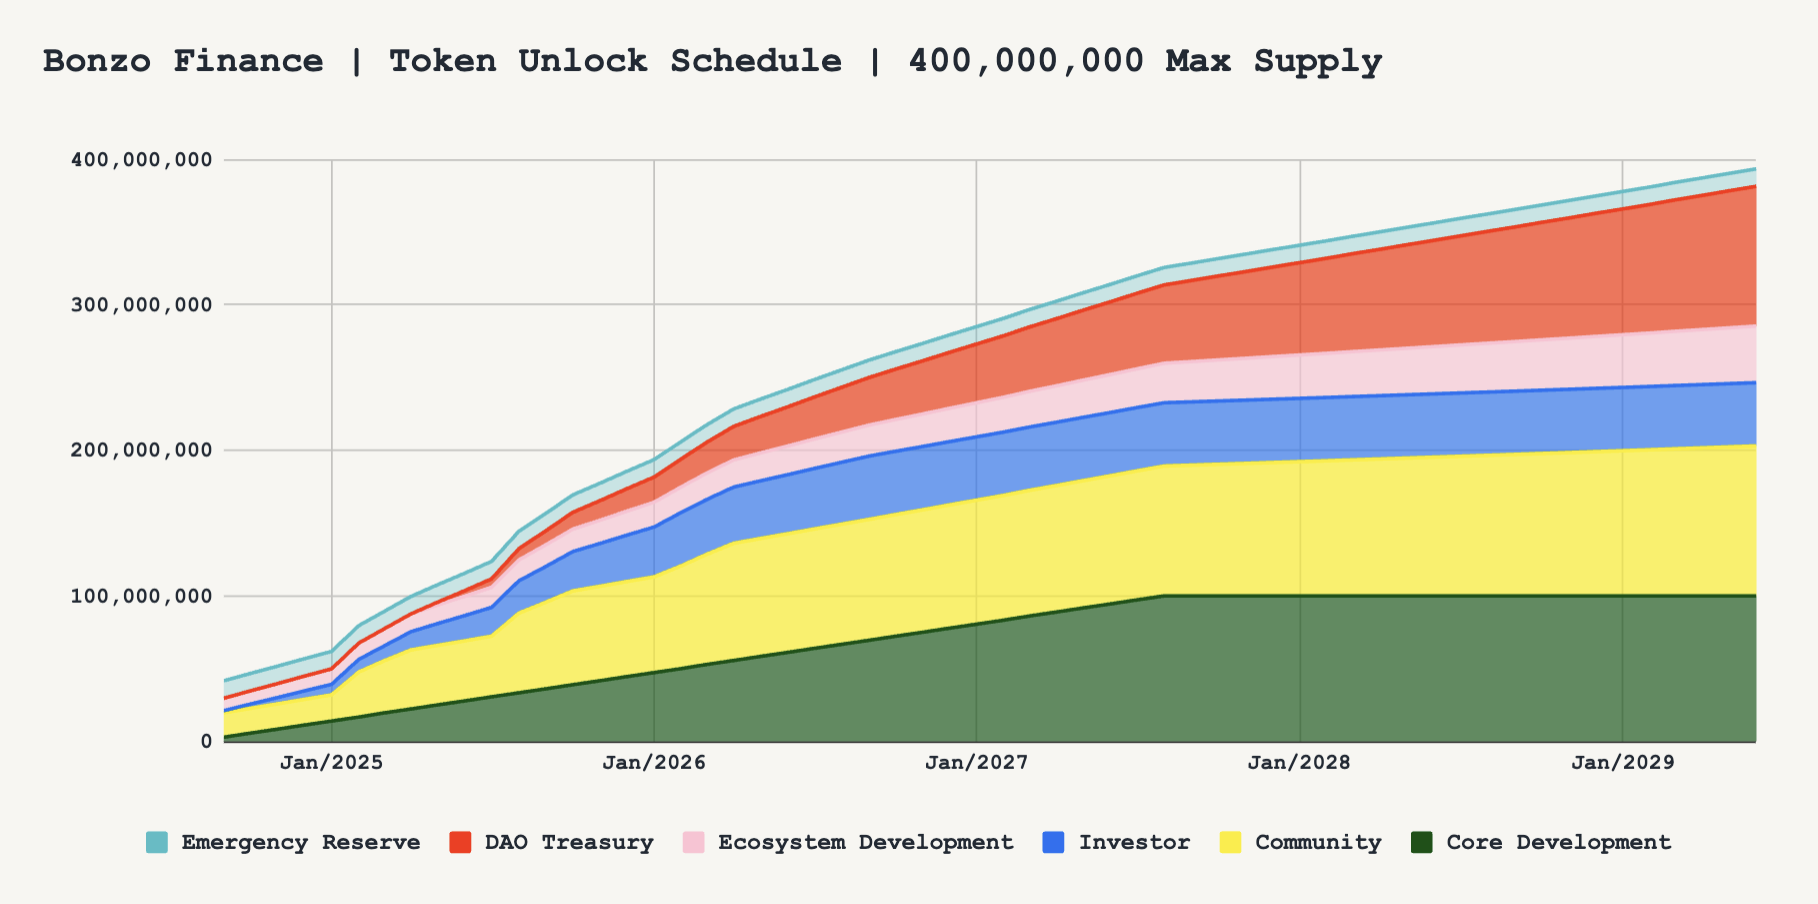 Bonzo Finance | Token Unlock Schedule | 400,000,000 Max Supply
400,000,000
300,000,000
200,000,000
100,000,000
0
Jan/2025 Jan/2026 Jan/2027 Jan/2028 Jan/2029
Emergency Reserve DAO Treasury Ecosystem Development Investor Community Core Development